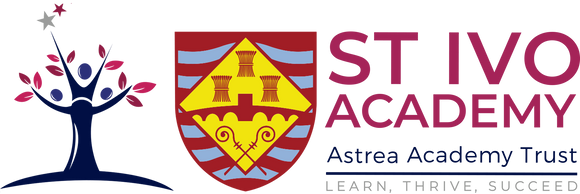 ST IVO
ACADEMY
Astrea Academy Trust
LEARN, THRIVE, SUCCEED